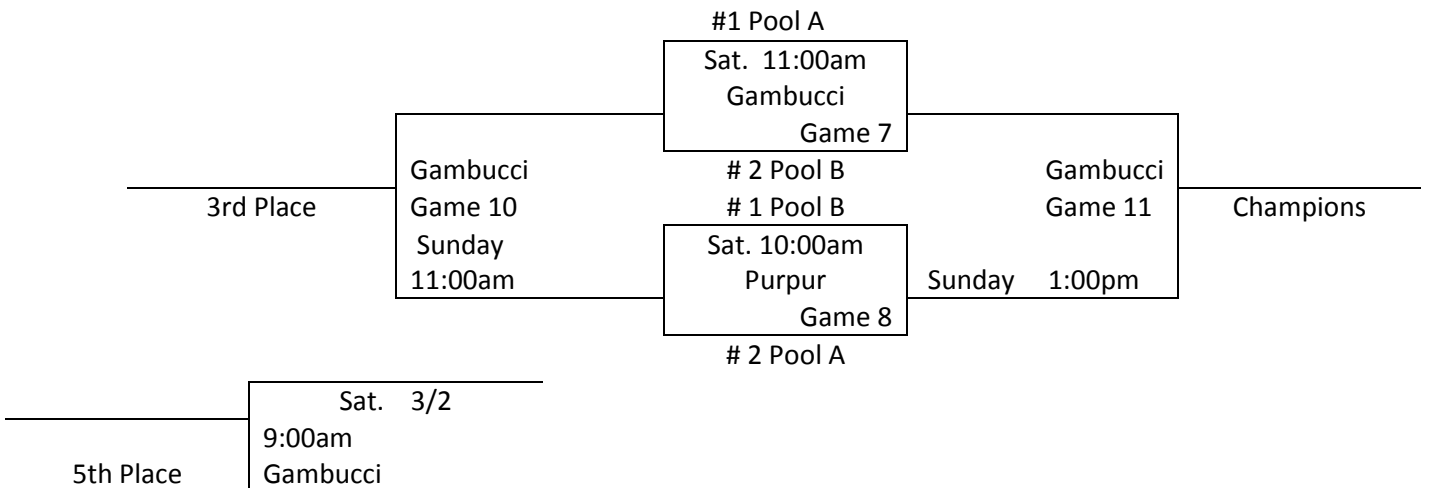 #1 Pool A
Sat. 11:00am
Gambucci
Game 7
Gambucci # 2 Pool B Gambucci
3rd Place Game 10 # 1 Pool B Game 11 Champions
Sunday Sat. 10:00am
11:00am Purpur Sunday 1:00pm
Game 8
# 2 Pool A
Sat. 3/2
9:00am
5th Place Gambucci